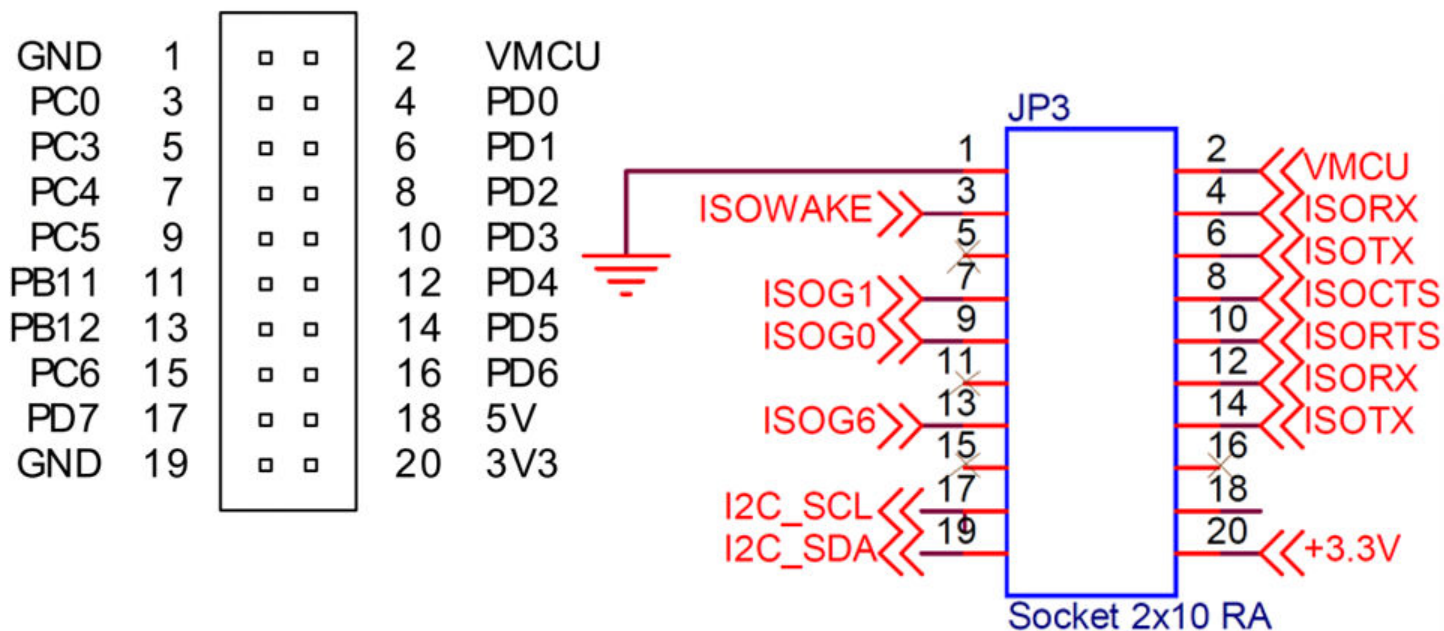 GND 1 2 VMCU
PC0 3 4 PD0
PC3 5 6 PD1
PC4 7 8 PD2
PC5 9 10 PD3
PB11 11 12 PD4
PB12 13 14 PD5
PC6 15 16 PD6
PD7 17 18 5V
GND 19 20 3V3
JP3
1 2 VMCU
ISOWAKE 3 4 ISORX
5 6 ISOTX
ISOG1 7 8 ISOCTS
ISOG0 9 10 ISORTS
11 12 ISORX
ISOG6 13 14 ISOTX
15 16
I2C_SCL 17 18
I2C_SDA 19 20 +3.3V
Socket 2x10 RA